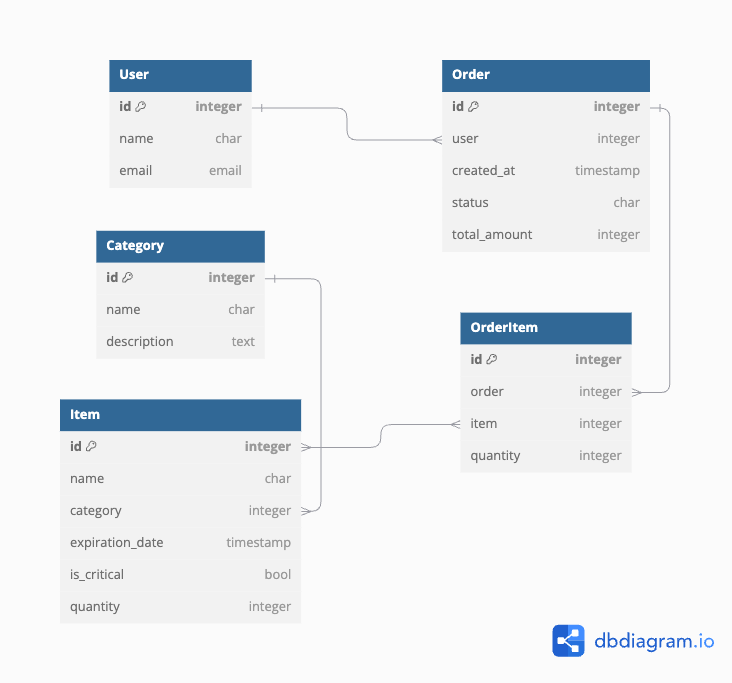 User
id integer
name char
email email
Order
id integer
user integer
created_at timestamp
status char
total_amount integer
Category
id integer
name char
description text
OrderItem
id integer
order integer
item integer
quantity integer
Item
id integer
name char
category integer
expiration_date timestamp
is_critical bool
quantity integer
dbdiagram.io